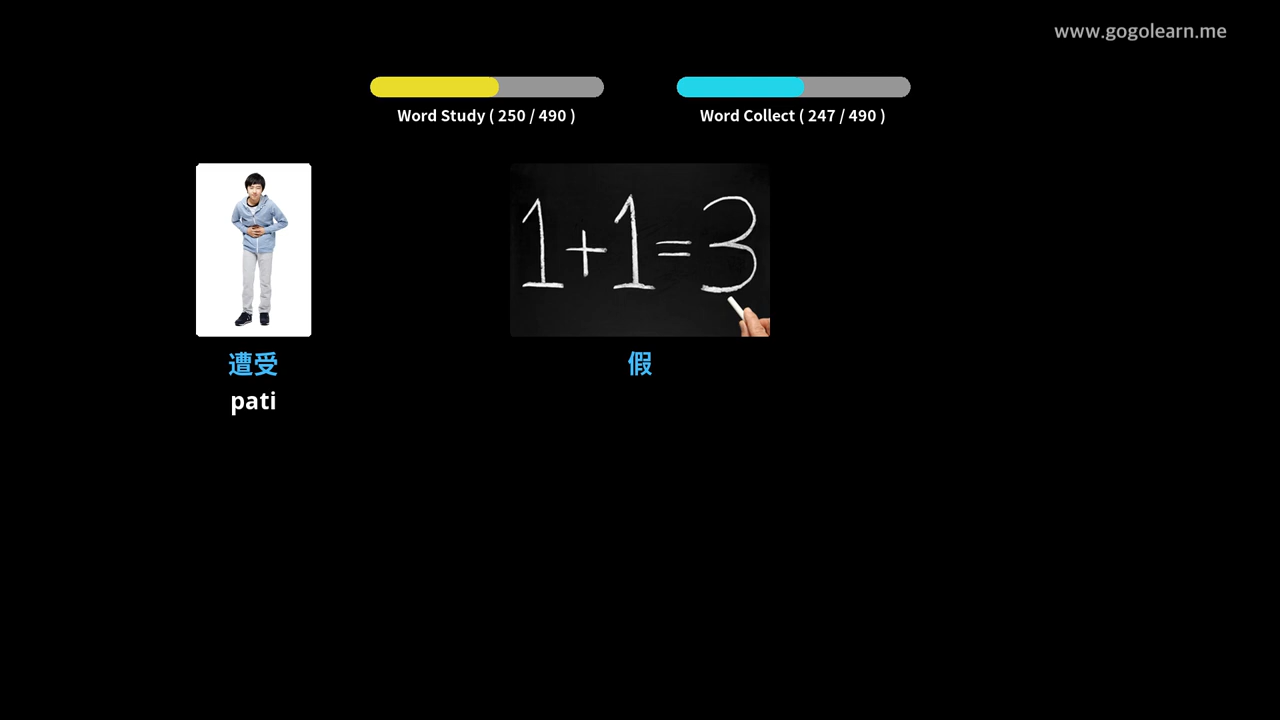 www.gogolearn.me
Word Study ( 250 / 490 )
Word Collect ( 247 / 490 )
1+1=3
遭受
假
pati